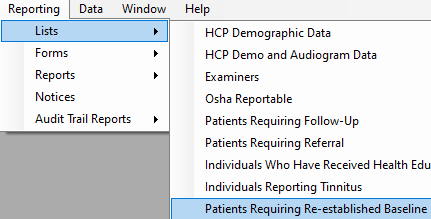 Reporting Data Window Help
Lists
Forms
Reports
Notices
Audit Trail Reports
HCP Demographic Data
HCP Demo and Audiogram Data
Examiners
Osha Reportable
Patients Requiring Follow-Up
Patients Requiring Referral
Individuals Who Have Received Health Edu
Individuals Reporting Tinnitus
Patients Requiring Re-established Baseline